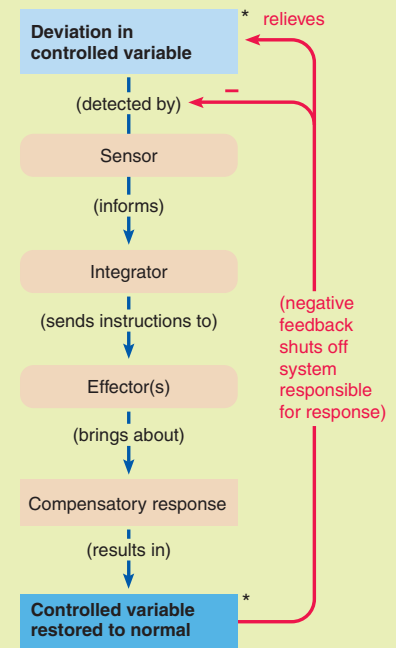 Deviation in
controlled variable
*
relieves
(detected by)
–
Sensor
(informs)
Integrator
(sends instructions to)
Effector(s)
(brings about)
Compensatory response
(results in)
Controlled variable
restored to normal
*
(negative
feedback
shuts off
system
responsible
for response)